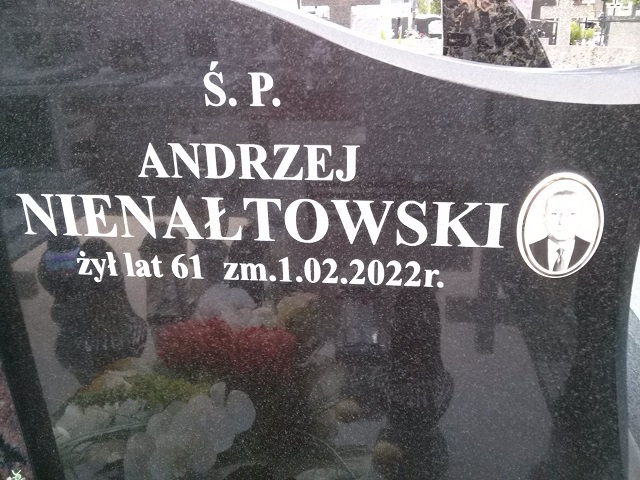 Ś. P.
ANDRZEJ
NIENAŁTOWSKI
żył lat 61 zm.1.02.2022r.